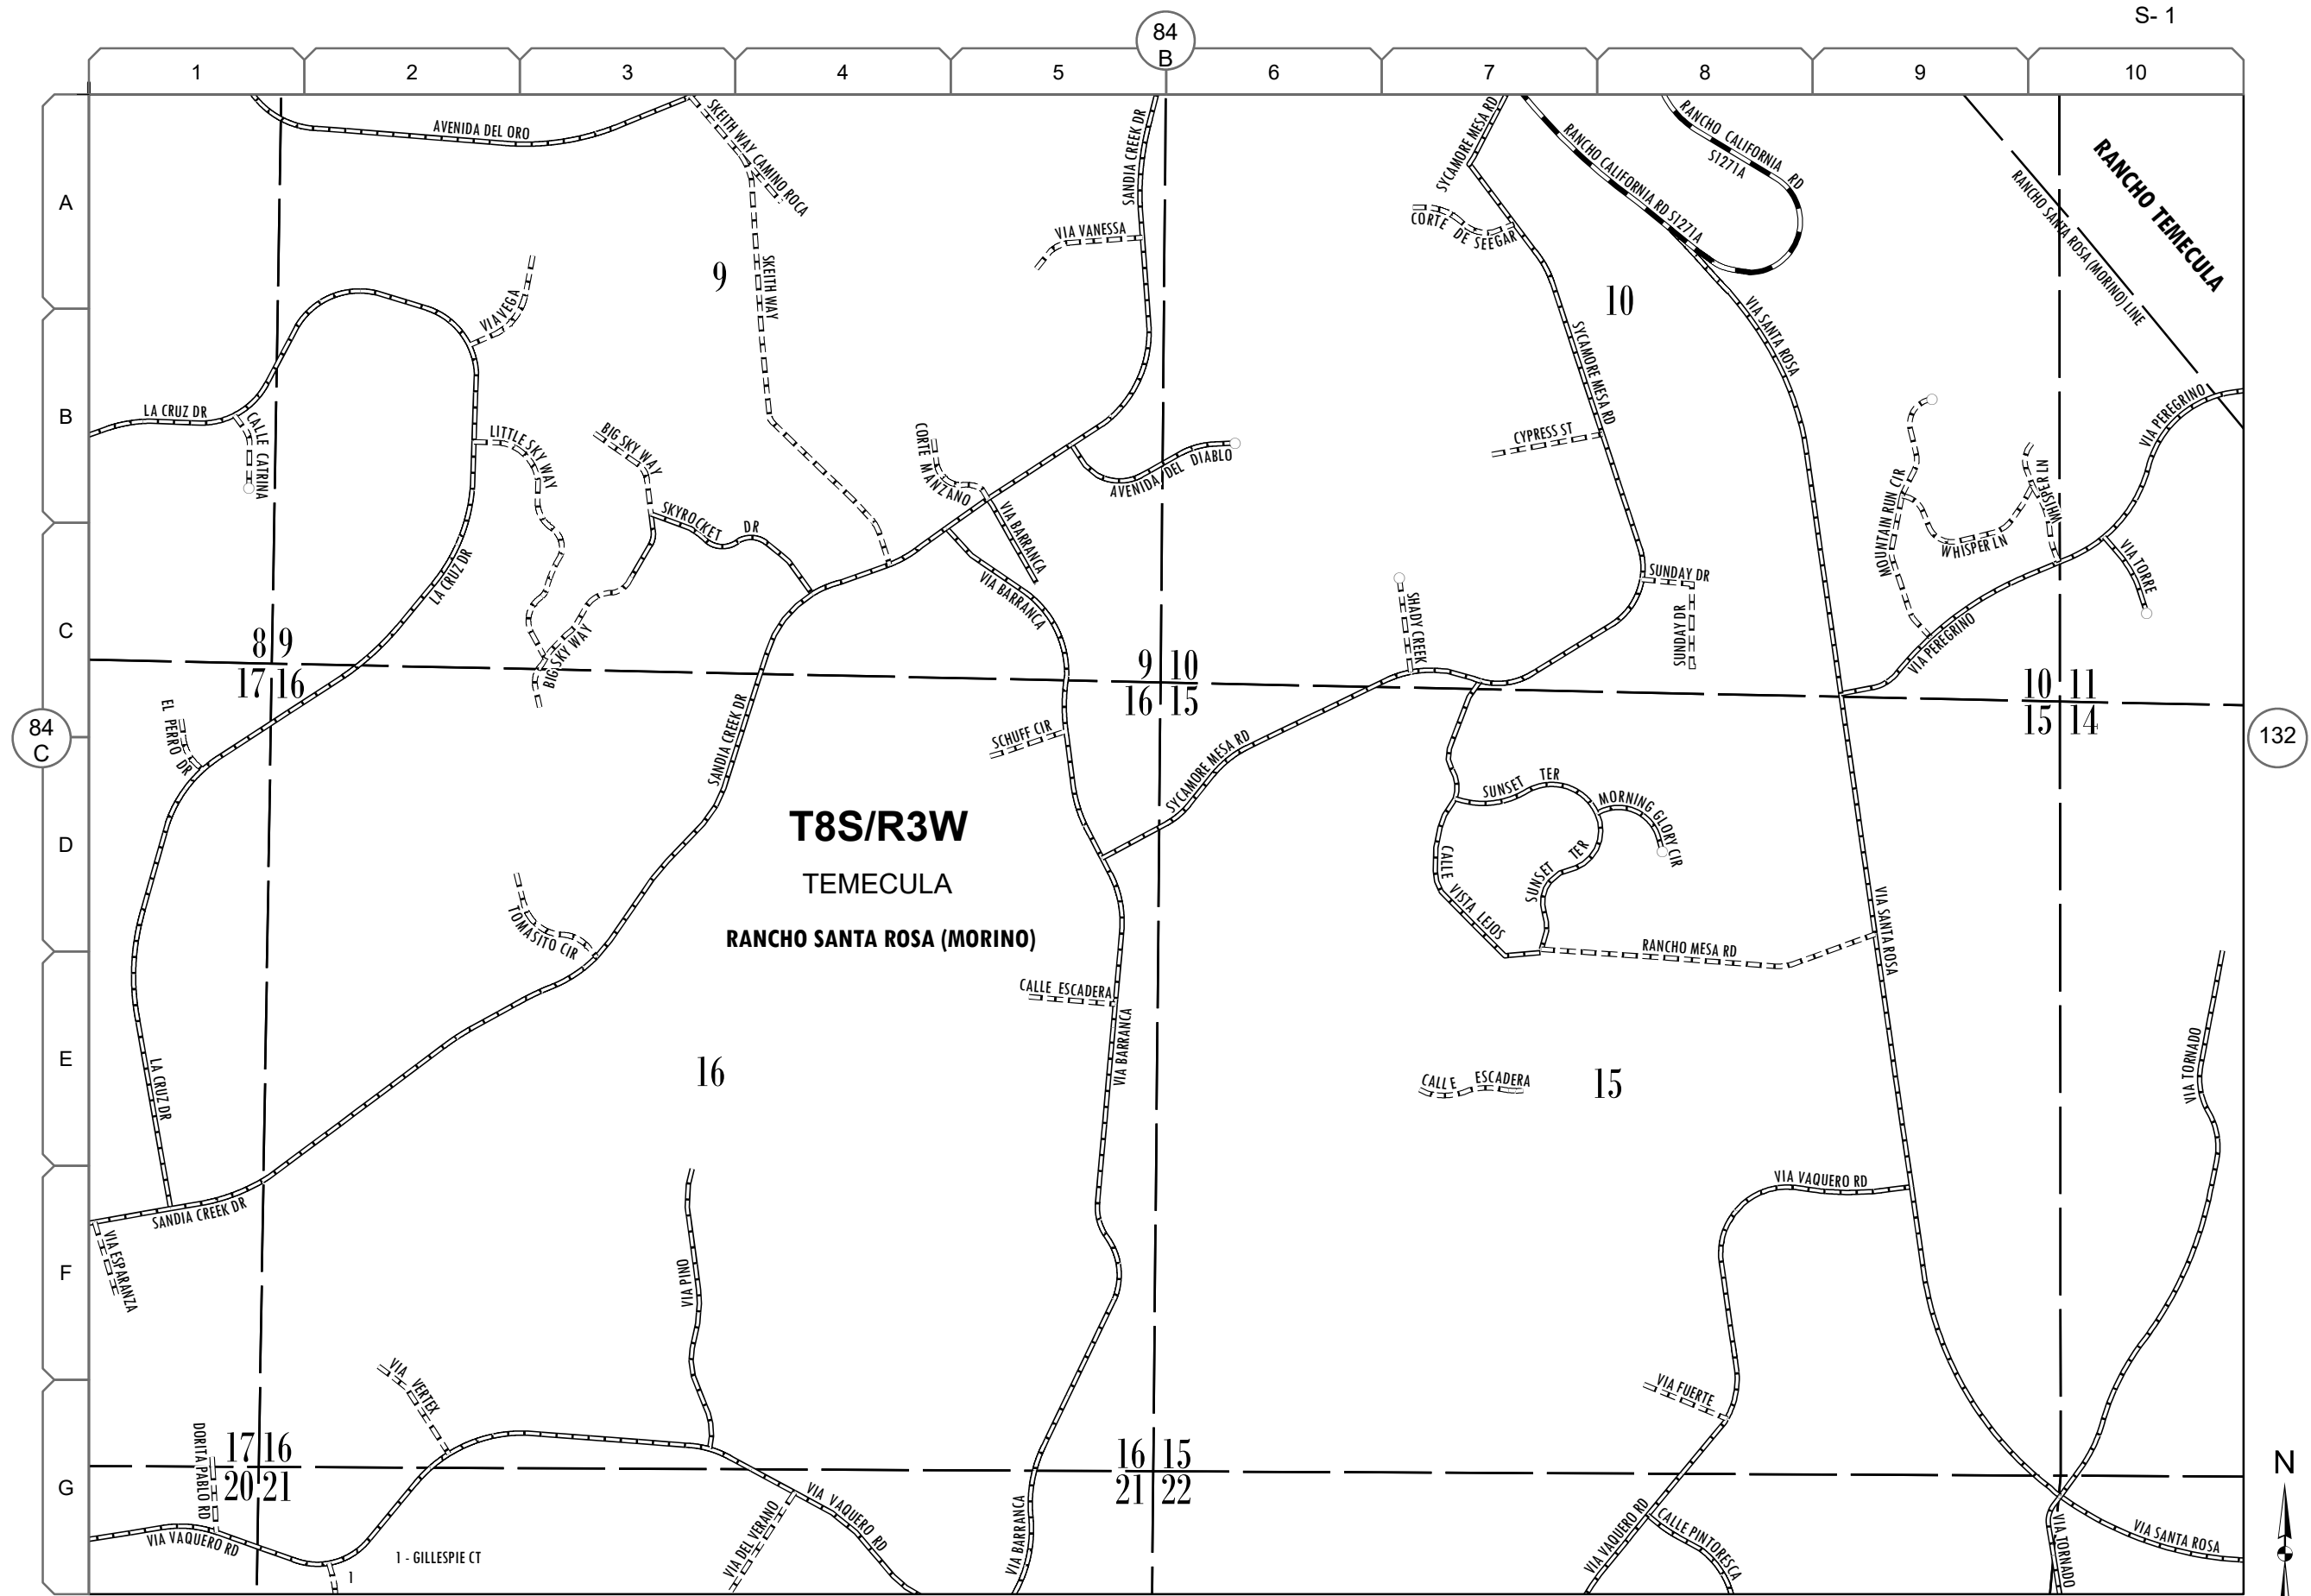 S- 1
84
B
1
2
3
4
5
6
7
8
9
10
A
B
C
D
E
F
G
84
C
132
AVENIDA DEL ORO
SKEITH WAY
CAMINO ROCA
SKEITH WAY
SANDIA CREEK DR
VIA VANESSA
SYCAMORE MESA RD
CORTE DE SEEGAR
RANCHO CALIFORNIA RD S1271A
RANCHO CALIFORNIA RD
S1271A
RANCHO SANTA ROSA (MORINO) LINE
RANCHO TEMECULA
9
10
VIA VEGA
VIA SANTA ROSA
SYCAMORE MESA RD
LA CRUZ DR
CALLE CATRINA
LITTLE SKY WAY
BIG SKY WAY
SKYROCKET DR
CORTE MANZANO
VIA BARRANCA
AVENIDA DEL DIABLO
CYPRESS ST
MOUNTAIN RUN CIR
WHISPER LN
WHISPER LN
VIA PEREGRINO
VIA TORRE
LA CRUZ DR
VIA BARRANCA
SHADY CREEK
SUNDAY DR
SUNDAY DR
VIA PEREGRINO
BIG SKY WAY
8 9
17 16
9 10
16 15
10 11
15 14
EL PERRO DR
SANDIA CREEK DR
SCHUFF CIR
SYCAMORE MESA RD
SUNSET TER
MORNING GLORY CIR
SUNSET TER
CALLE VISTA LEJOS
T8S/R3W
TEMECULA
RANCHO SANTA ROSA (MORINO)
TOMASITO CIR
RANCHO MESA RD
VIA SANTA ROSA
CALLE ESCADERA
VIA BARRANCA
LA CRUZ DR
16
CALLE ESCADERA
15
VIA TORNADO
SANDIA CREEK DR
VIA ESPARANZA
VIA PINO
VIA VAQUERO RD
VIA VERTEX
VIA FUERTE
DORITA PABLO RD
17 16
20 21
16 15
21 22
VIA VAQUERO RD
1 - GILLESPIE CT
1
VIA DEL VERANO
VIA VAQUERO RD
VIA BARRANCA
VIA VAQUERO RD
CALLE PINTORESCA
VIA TORNADO
VIA SANTA ROSA
N